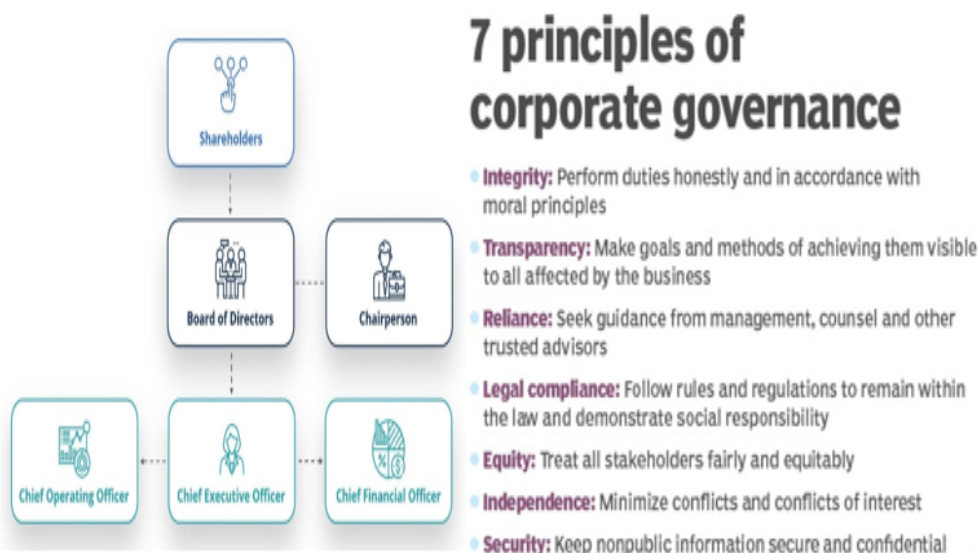 Shareholders
Board of Directors
Chairperson
Chief Operating Officer
Chief Executive Officer
Chief Financial Officer
7 principles of
corporate governance
Integrity: Perform duties honestly and in accordance with
moral principles
Transparency: Make goals and methods of achieving them visible
to all affected by the business
Reliance: Seek guidance from management, counsel and other
trusted advisors
Legal compliance: Follow rules and regulations to remain within
the law and demonstrate social responsibility
Equity: Treat all stakeholders fairly and equitably
Independence: Minimize conflicts and conflicts of interest
Security: Keep nonpublic information secure and confidential